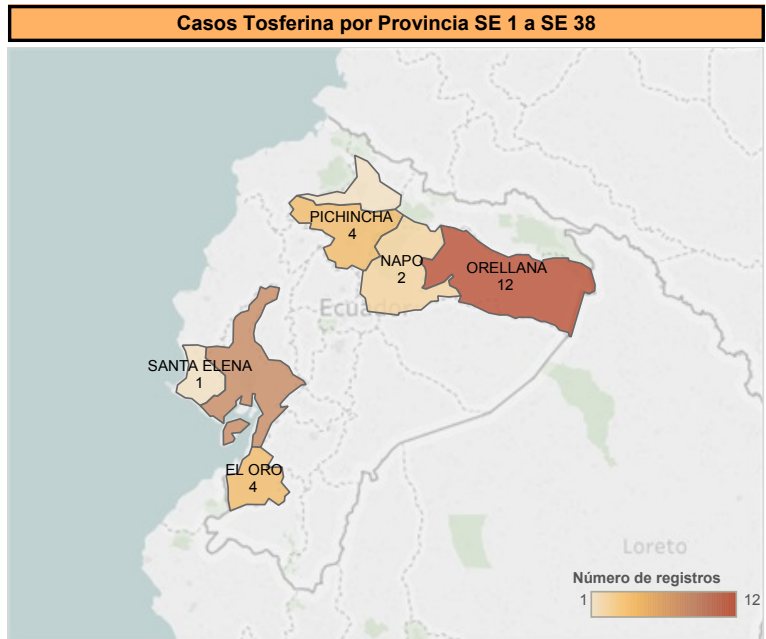 Casos Tosferina por Provincia SE 1 a SE 38
PICHINCHA
4
NAPO
2
ORELLANA
12
Ecuador
SANTA ELENA
1
EL ORO
4
Loreto
Número de registros
1
12